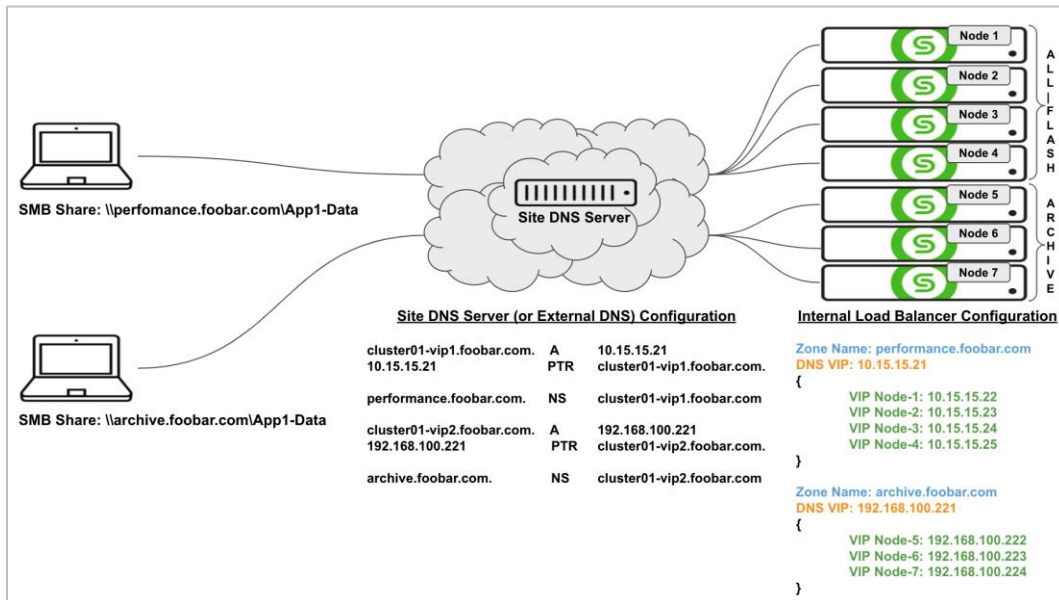 Node 1
Node 2
Node 3
Node 4
ALL|FLASH
Node 5
Node 6
Node 7
ARCHIVE
SMB Share: \\perfomance.foobar.com\App1-Data
Site DNS Server
SMB Share: \\archive.foobar.com\App1-Data
Site DNS Server (or External DNS) Configuration
cluster01-vip1.foobar.com. A 10.15.15.21
10.15.15.21 PTR cluster01-vip1.foobar.com.
performance.foobar.com. NS cluster01-vip1.foobar.com
cluster01-vip2.foobar.com. A 192.168.100.221
192.168.100.221 PTR cluster01-vip2.foobar.com.
archive.foobar.com. NS cluster01-vip2.foobar.com
Internal Load Balancer Configuration
Zone Name: performance.foobar.com
DNS VIP: 10.15.15.21
{
VIP Node-1: 10.15.15.22
VIP Node-2: 10.15.15.23
VIP Node-3: 10.15.15.24
VIP Node-4: 10.15.15.25
}
Zone Name: archive.foobar.com
DNS VIP: 192.168.100.221
{
VIP Node-5: 192.168.100.222
VIP Node-6: 192.168.100.223
VIP Node-7: 192.168.100.224
}